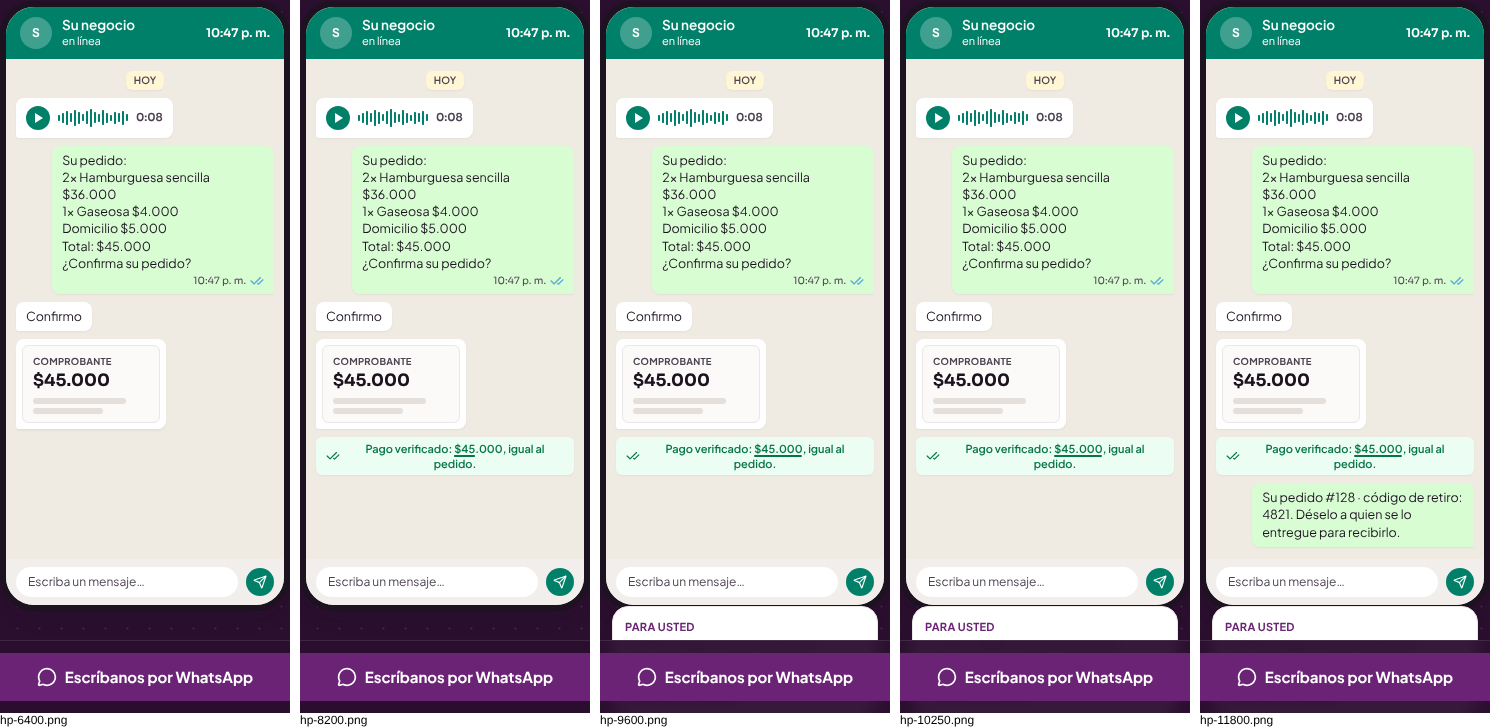 S
Su negocio
en línea
10:47 p. m.
HOY
0:08
Su pedido:
2× Hamburguesa sencilla
$36.000
1× Gaseosa $4.000
Domicilio $5.000
Total: $45.000
¿Confirma su pedido?
10:47 p. m.
Confirmo
COMPROBANTE
$45.000
Escriba un mensaje…
Escríbanos por WhatsApp
hp-6400.png
S
Su negocio
en línea
10:47 p. m.
HOY
0:08
Su pedido:
2× Hamburguesa sencilla
$36.000
1× Gaseosa $4.000
Domicilio $5.000
Total: $45.000
¿Confirma su pedido?
10:47 p. m.
Confirmo
COMPROBANTE
$45.000
Pago verificado: $45.000, igual al
pedido.
Escriba un mensaje…
Escríbanos por WhatsApp
hp-8200.png
S
Su negocio
en línea
10:47 p. m.
HOY
0:08
Su pedido:
2× Hamburguesa sencilla
$36.000
1× Gaseosa $4.000
Domicilio $5.000
Total: $45.000
¿Confirma su pedido?
10:47 p. m.
Confirmo
COMPROBANTE
$45.000
Pago verificado: $45.000, igual al
pedido.
Escriba un mensaje…
PARA USTED
Escríbanos por WhatsApp
hp-9600.png
S
Su negocio
en línea
10:47 p. m.
HOY
0:08
Su pedido:
2× Hamburguesa sencilla
$36.000
1× Gaseosa $4.000
Domicilio $5.000
Total: $45.000
¿Confirma su pedido?
10:47 p. m.
Confirmo
COMPROBANTE
$45.000
Pago verificado: $45.000, igual al
pedido.
Escriba un mensaje…
PARA USTED
Escríbanos por WhatsApp
hp-10250.png
S
Su negocio
en línea
10:47 p. m.
HOY
0:08
Su pedido:
2× Hamburguesa sencilla
$36.000
1× Gaseosa $4.000
Domicilio $5.000
Total: $45.000
¿Confirma su pedido?
10:47 p. m.
Confirmo
COMPROBANTE
$45.000
Pago verificado: $45.000, igual al
pedido.
Su pedido #128 · código de retiro:
4821. Déselo a quien se lo
entregue para recibirlo.
Escriba un mensaje…
PARA USTED
Escríbanos por WhatsApp
hp-11800.png